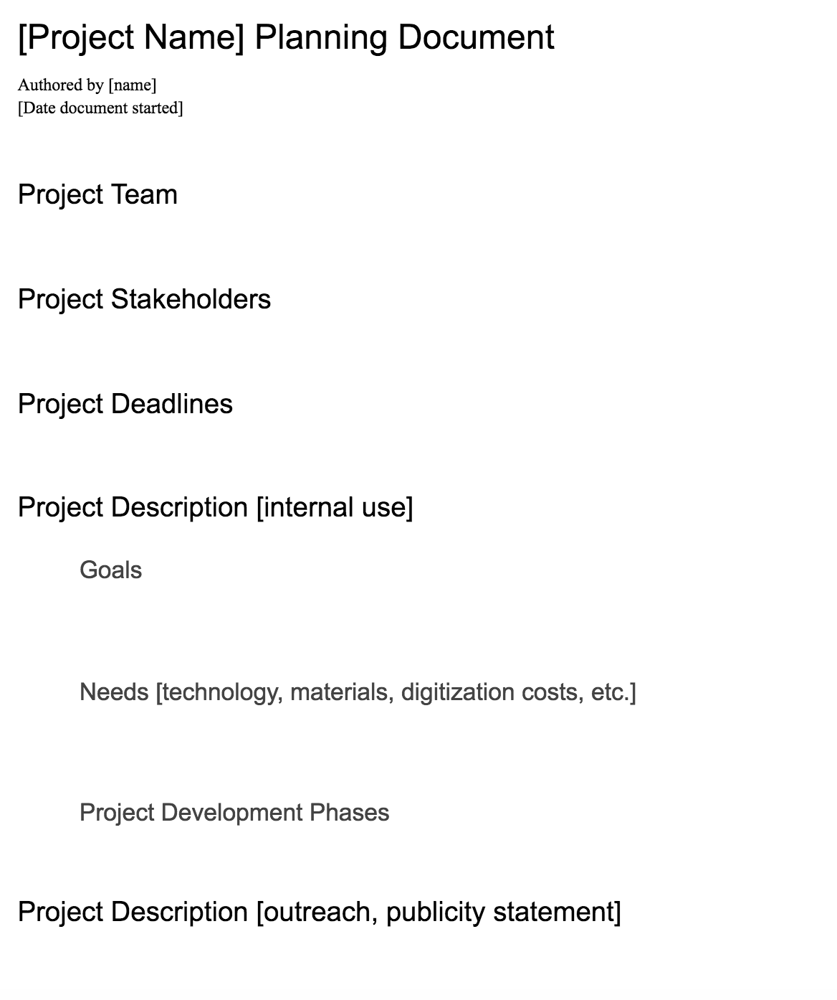 [Project Name] Planning Document
Authored by [name]
[Date document started]
Project Team
Project Stakeholders
Project Deadlines
Project Description [internal use]
Goals
Needs [technology, materials, digitization costs, etc.]
Project Development Phases
Project Description [outreach, publicity statement]